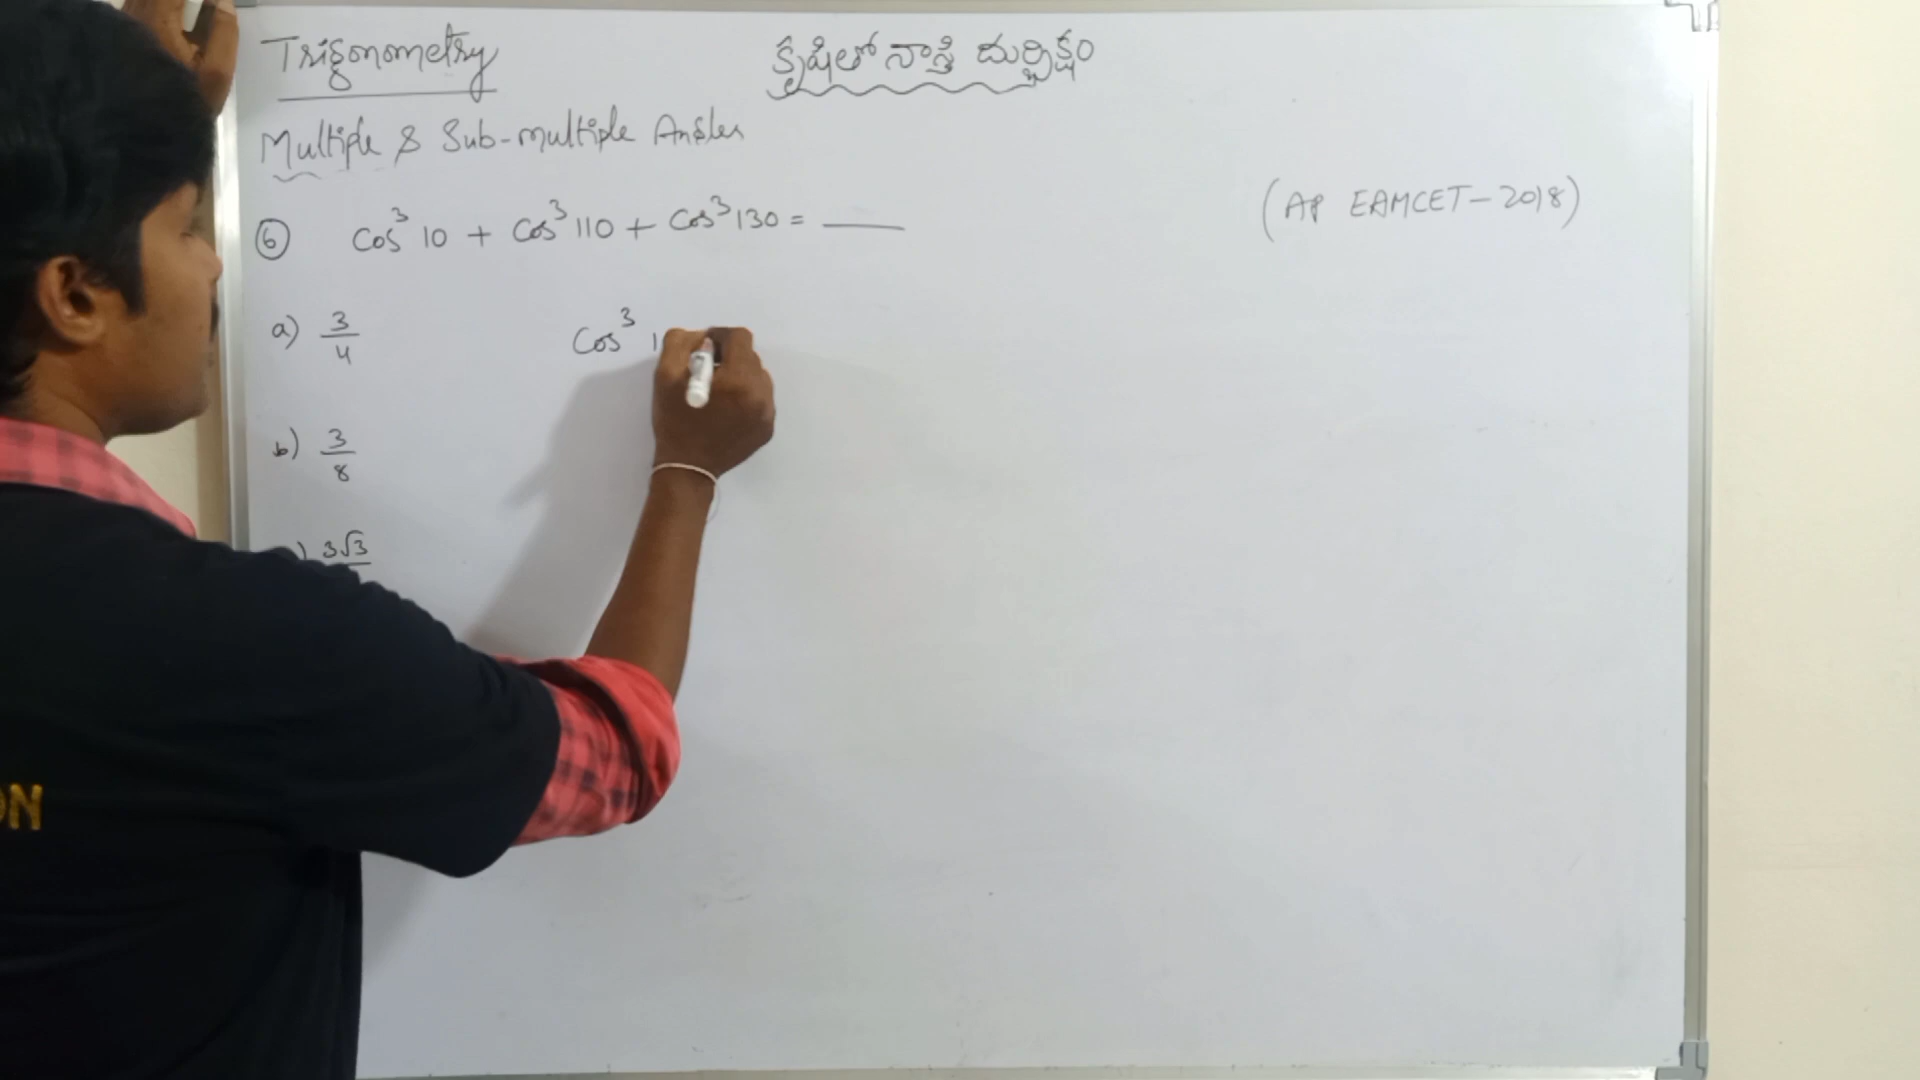 Trigonometry
కృషితో నాస్తి దుర్భిక్షం
Multiple & Sub-multiple Angles
(AP EAMCET-2018)
⑥ Cos³ 10 + Cos³ 110 + Cos³ 130 = ____
a) 3/4
Cos³ 1
b) 3/8
) 3√3
ON